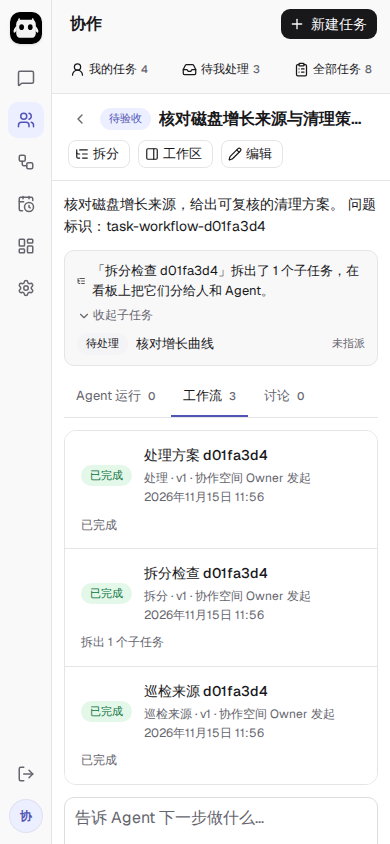 协作
新建任务
我的任务 4
待我处理 3
全部任务 8
待验收 核对磁盘增长来源与清理策...
拆分
工作区
编辑
核对磁盘增长来源，给出可复核的清理方案。 问题
标识：task-workflow-d01fa3d4
「拆分检查 d01fa3d4」拆出了 1 个子任务，在
看板上把它们分给人和 Agent。
收起子任务
待处理 核对增长曲线 未指派
Agent 运行 0
工作流 3
讨论 0
处理方案 d01fa3d4
已完成
处理 · v1 · 协作空间 Owner 发起
2026年11月15日 11:56
已完成
拆分检查 d01fa3d4
已完成
拆分 · v1 · 协作空间 Owner 发起
2026年11月15日 11:56
拆出 1 个子任务
巡检来源 d01fa3d4
已完成
巡检来源 · v1 · 协作空间 Owner 发起
2026年11月15日 11:56
已完成
协
告诉 Agent 下一步做什么...